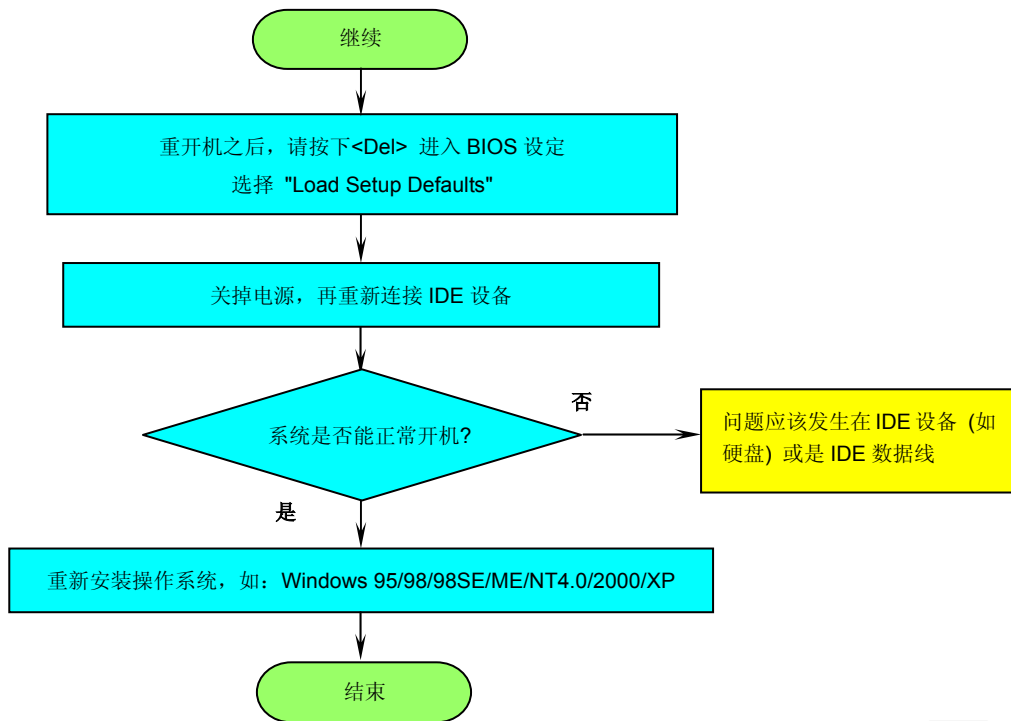 继续
重开机之后，请按下<Del> 进入 BIOS 设定
选择 "Load Setup Defaults"
关掉电源，再重新连接 IDE 设备
系统是否能正常开机?
否
问题应该发生在 IDE 设备 (如
硬盘) 或是 IDE 数据线
是
重新安装操作系统，如：Windows 95/98/98SE/ME/NT4.0/2000/XP
结束